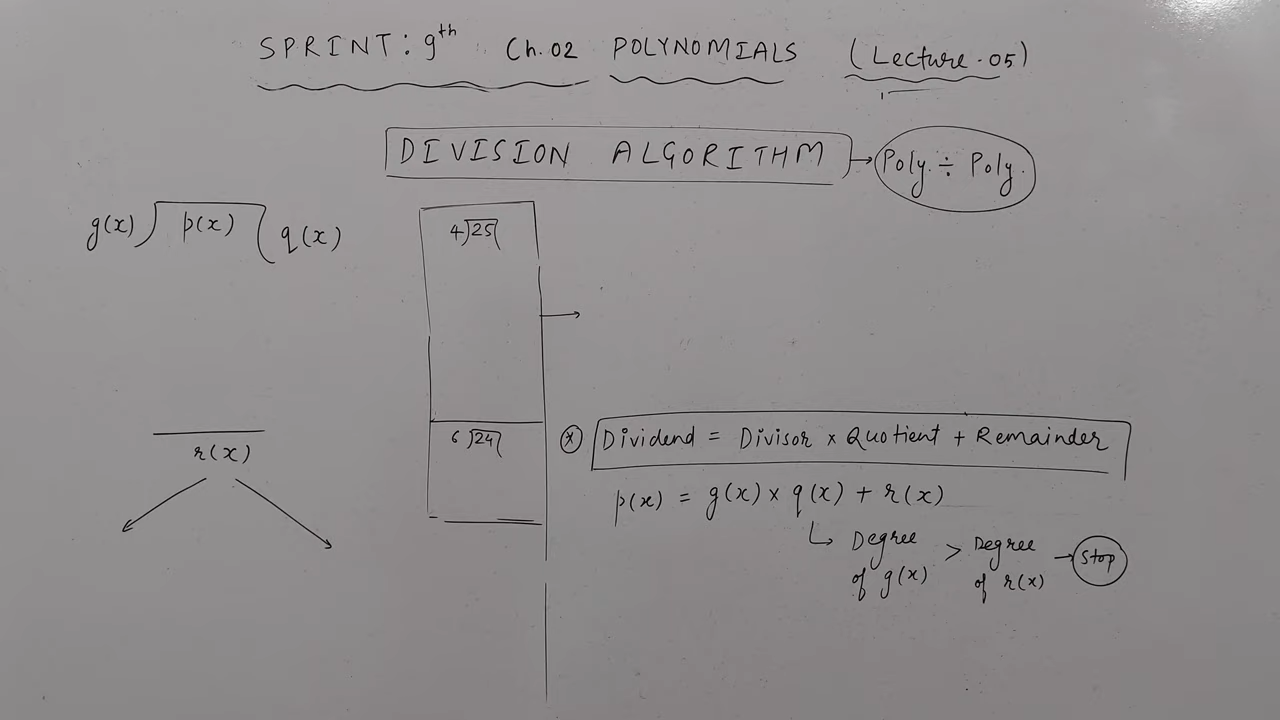 SPRINT: 9th Ch.02 POLYNOMIALS (Lecture-05)
DIVISION ALGORITHM → Poly. ÷ Poly.
g(x) ) p(x) ( q(x)
r(x)
4)25(
6)24(
* Dividend = Divisor × Quotient + Remainder
p(x) = g(x) × q(x) + r(x)
↳ Degree of g(x) > Degree of r(x) → Stop